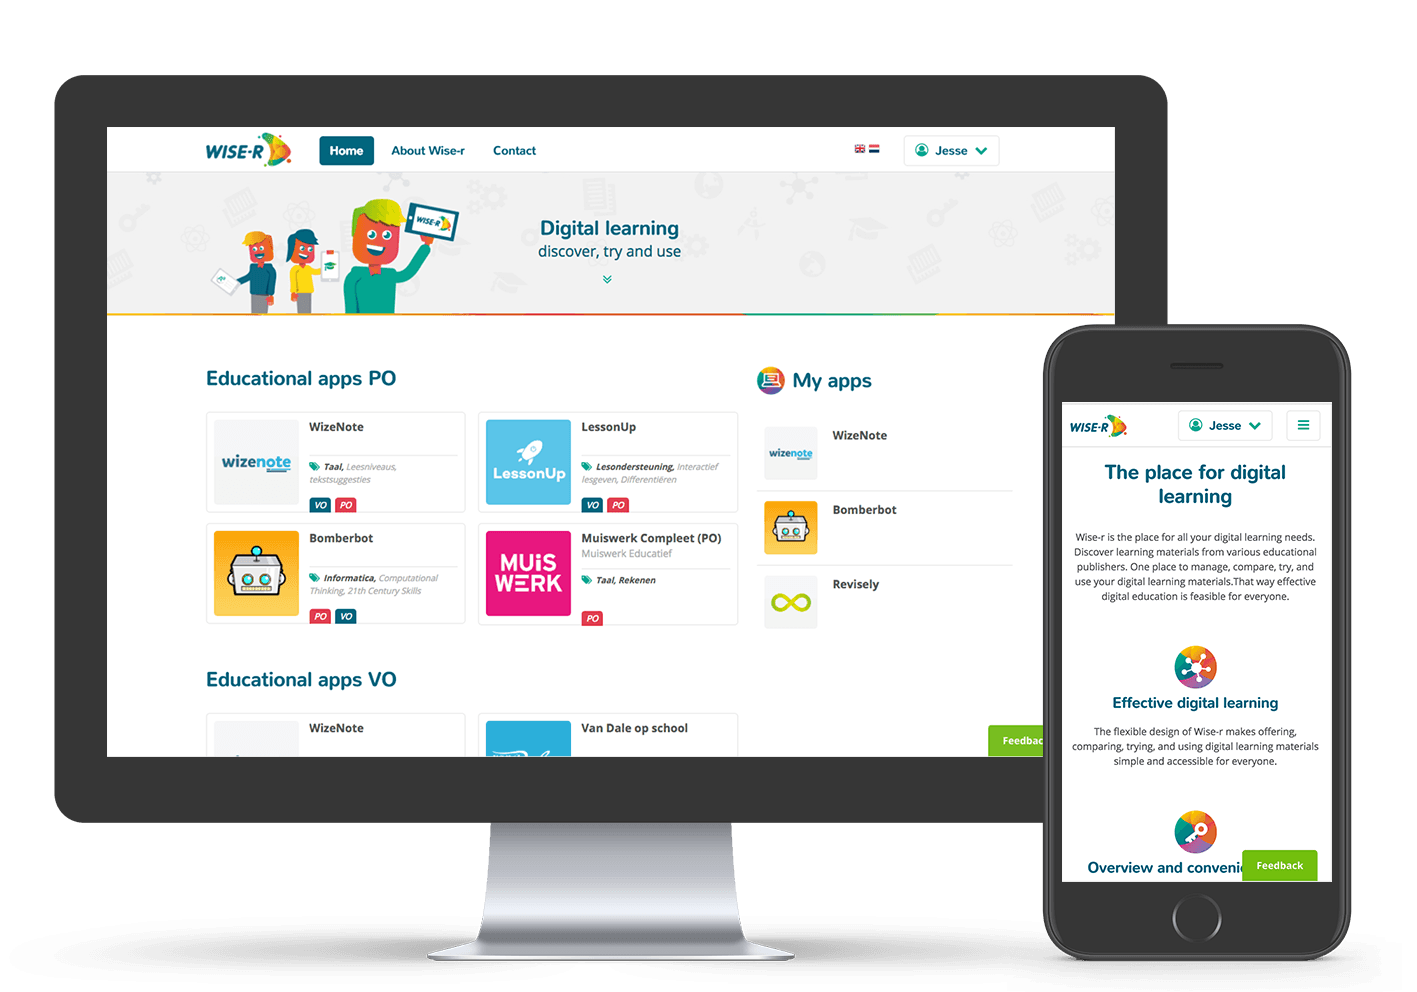 WISE-R
Home
About Wise-r
Contact
Jesse
WISE-R
Digital learning
discover, try and use
Educational apps PO
wizenote
WizeNote
Taal, Leesniveaus,
tekstsuggesties
VO PO
LessonUp
LessonUp
Lesondersteuning, Interactief
lesgeven, Differentiëren
VO PO
Bomberbot
Informatica, Computational
Thinking, 21th Century Skills
PO VO
MUiS
WERK
Muiswerk Compleet (PO)
Muiswerk Educatief
Taal, Rekenen
PO
My apps
wizenote
WizeNote
Bomberbot
Revisely
Educational apps VO
WizeNote
Van Dale op school
Feedbac
WISE-R
Jesse
The place for digital
learning
Wise-r is the place for all your digital learning needs.
Discover learning materials from various educational
publishers. One place to manage, compare, try, and
use your digital learning materials.That way effective
digital education is feasible for everyone.
Effective digital learning
The flexible design of Wise-r makes offering,
comparing, trying, and using digital learning materials
simple and accessible for everyone.
Overview and conveni
Feedback